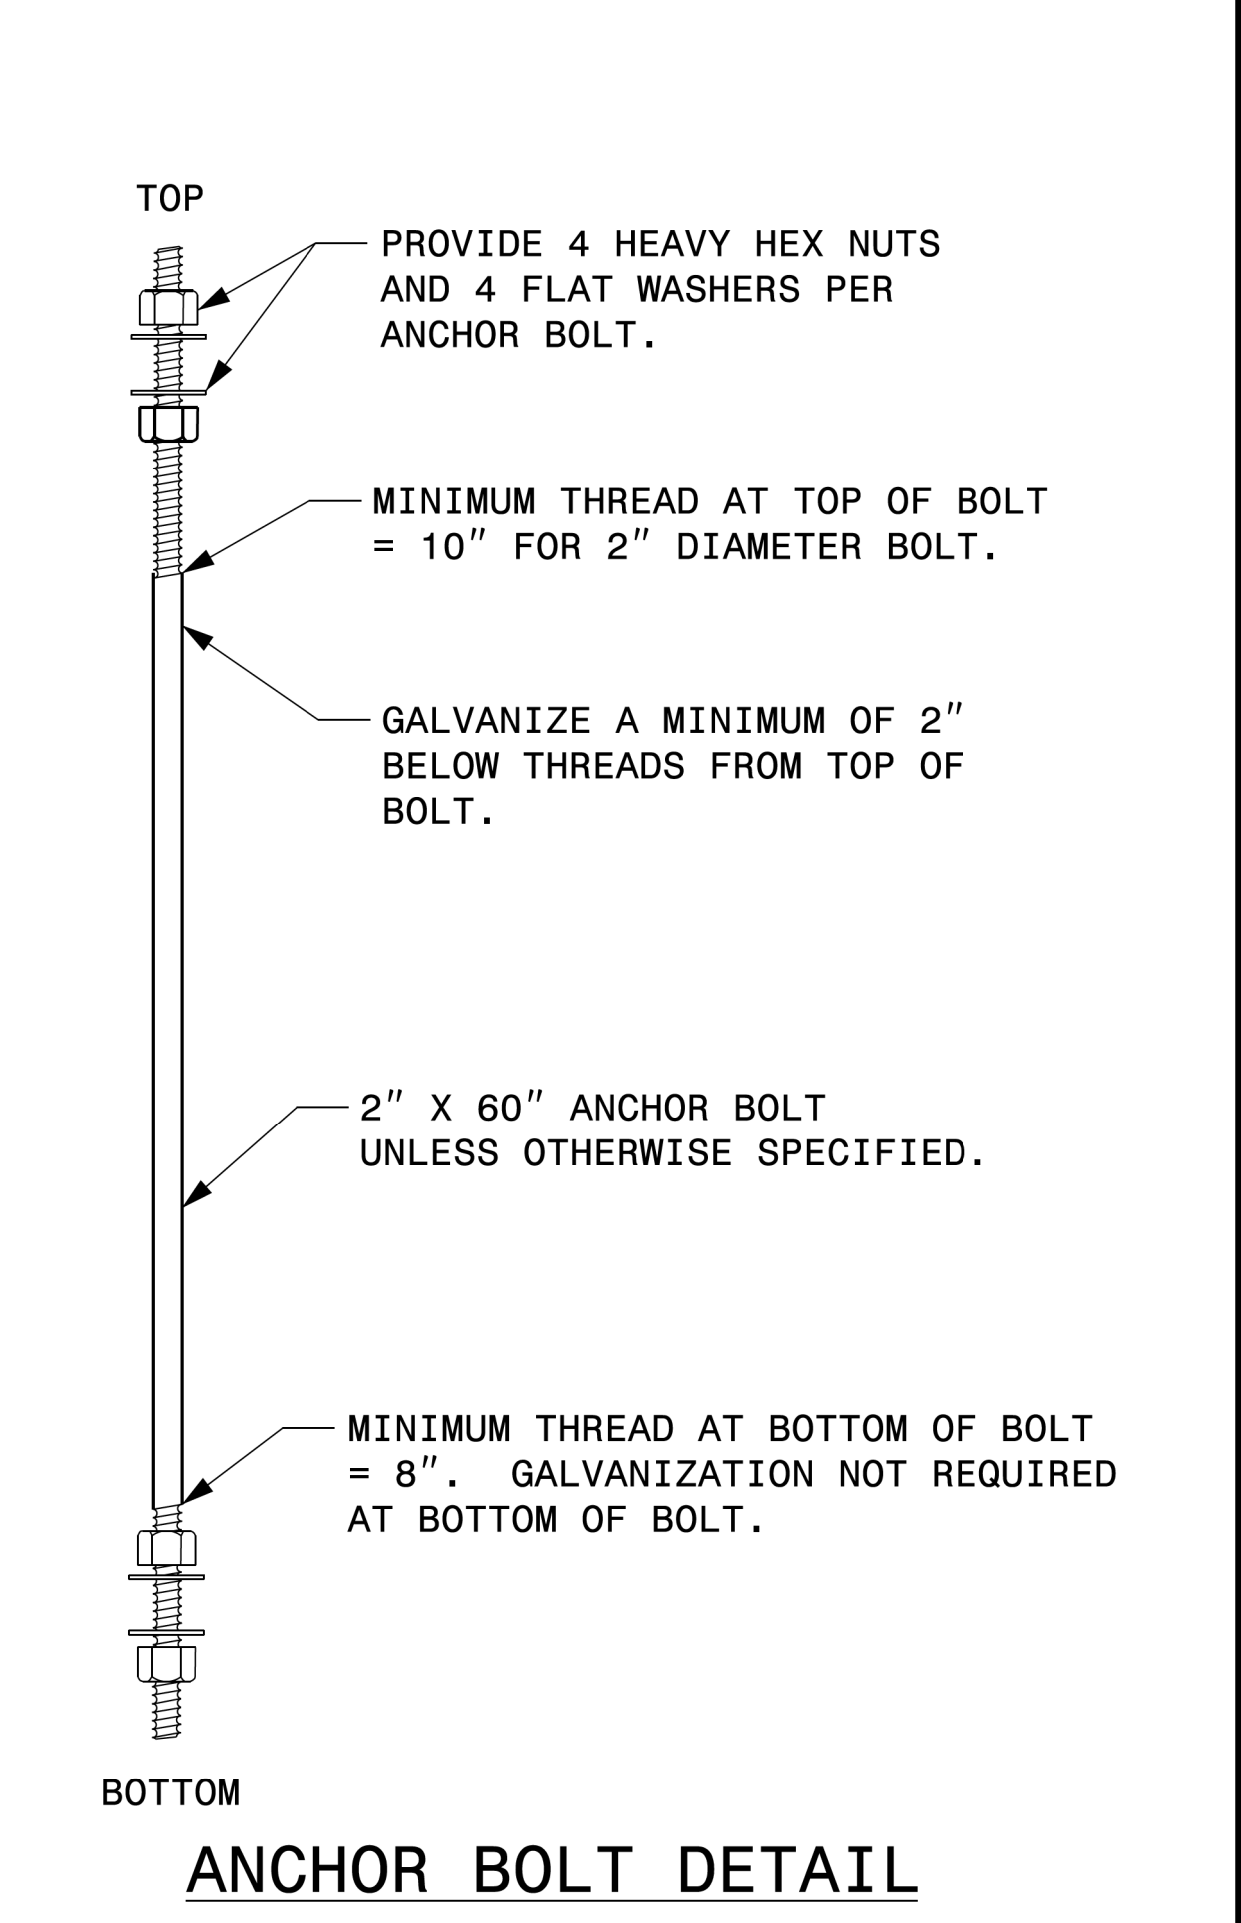 TOP
PROVIDE 4 HEAVY HEX NUTS
AND 4 FLAT WASHERS PER
ANCHOR BOLT.
MINIMUM THREAD AT TOP OF BOLT
= 10" FOR 2" DIAMETER BOLT.
GALVANIZE A MINIMUM OF 2"
BELOW THREADS FROM TOP OF
BOLT.
2" X 60" ANCHOR BOLT
UNLESS OTHERWISE SPECIFIED.
MINIMUM THREAD AT BOTTOM OF BOLT
= 8". GALVANIZATION NOT REQUIRED
AT BOTTOM OF BOLT.
BOTTOM
ANCHOR BOLT DETAIL